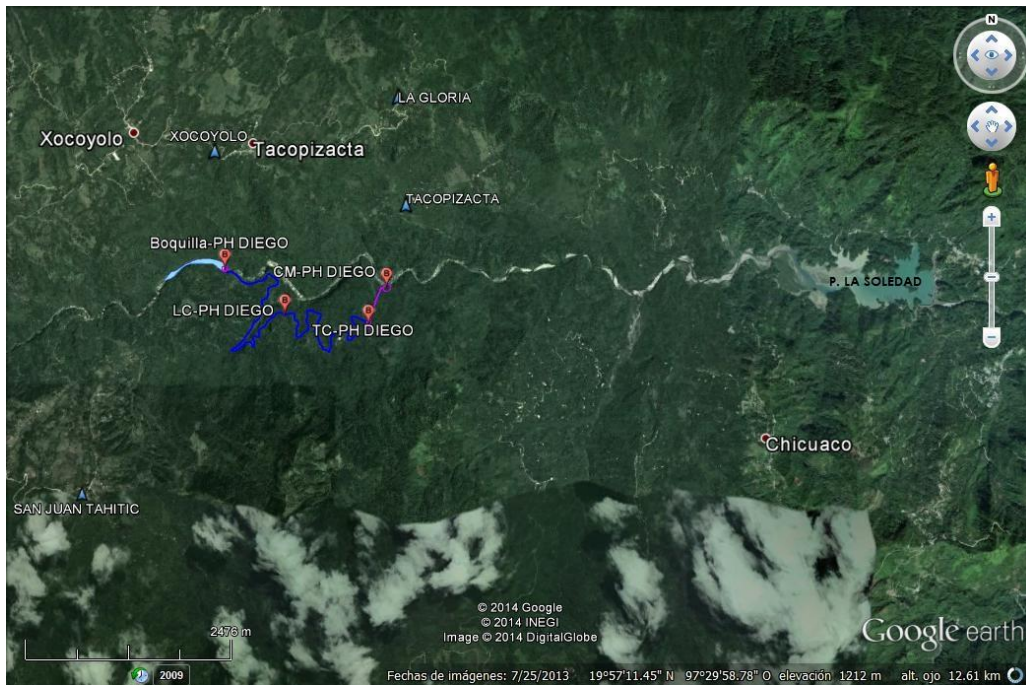 N
LA GLORIA
Xocoyolo
XOCOYOLO
Tacopizacta
TACOPIZACTA
Boquilla-PH DIEGO
CM-PH DIEGO
P. LA SOLEDAD
LC-PH DIEGO
TC-PH DIEGO
Chicuaco
SAN JUAN TAHITIC
© 2014 Google
© 2014 INEGI
Image © 2014 DigitalGlobe
2476 m
Google earth
2009
Fechas de imágenes: 7/25/2013 19°57'11.45" N 97°29'58.78" O elevación 1212 m alt. ojo 12.61 km